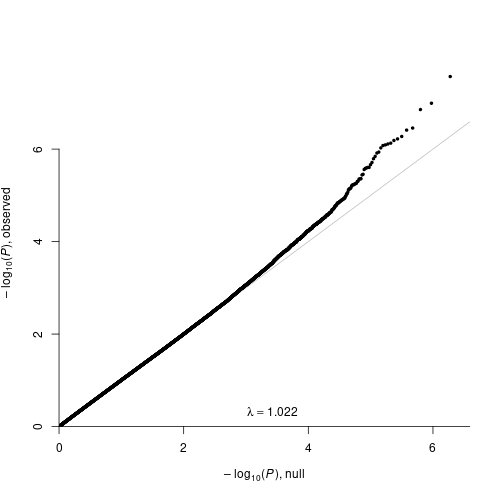 6
4
2
0
0
2
4
6
− log₁₀(P), observed
λ = 1.022
− log₁₀(P), null